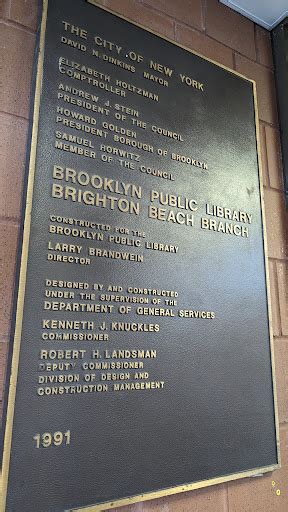 THE CITY OF NEW YORK
DAVID N. DINKINS MAYOR
ELIZABETH HOLTZMAN
COMPTROLLER
ANDREW J. STEIN
PRESIDENT OF THE COUNCIL
HOWARD GOLDEN
PRESIDENT BOROUGH OF BROOKLYN
SAMUEL HORWITZ
MEMBER OF THE COUNCIL
BROOKLYN PUBLIC LIBRARY
BRIGHTON BEACH BRANCH
CONSTRUCTED FOR THE
BROOKLYN PUBLIC LIBRARY
LARRY BRANDWEIN
DIRECTOR
DESIGNED BY AND CONSTRUCTED
UNDER THE SUPERVISION OF THE
DEPARTMENT OF GENERAL SERVICES
KENNETH J. KNUCKLES
COMMISSIONER
ROBERT H. LANDSMAN
DEPUTY COMMISSIONER
DIVISION OF DESIGN AND
CONSTRUCTION MANAGEMENT
1991